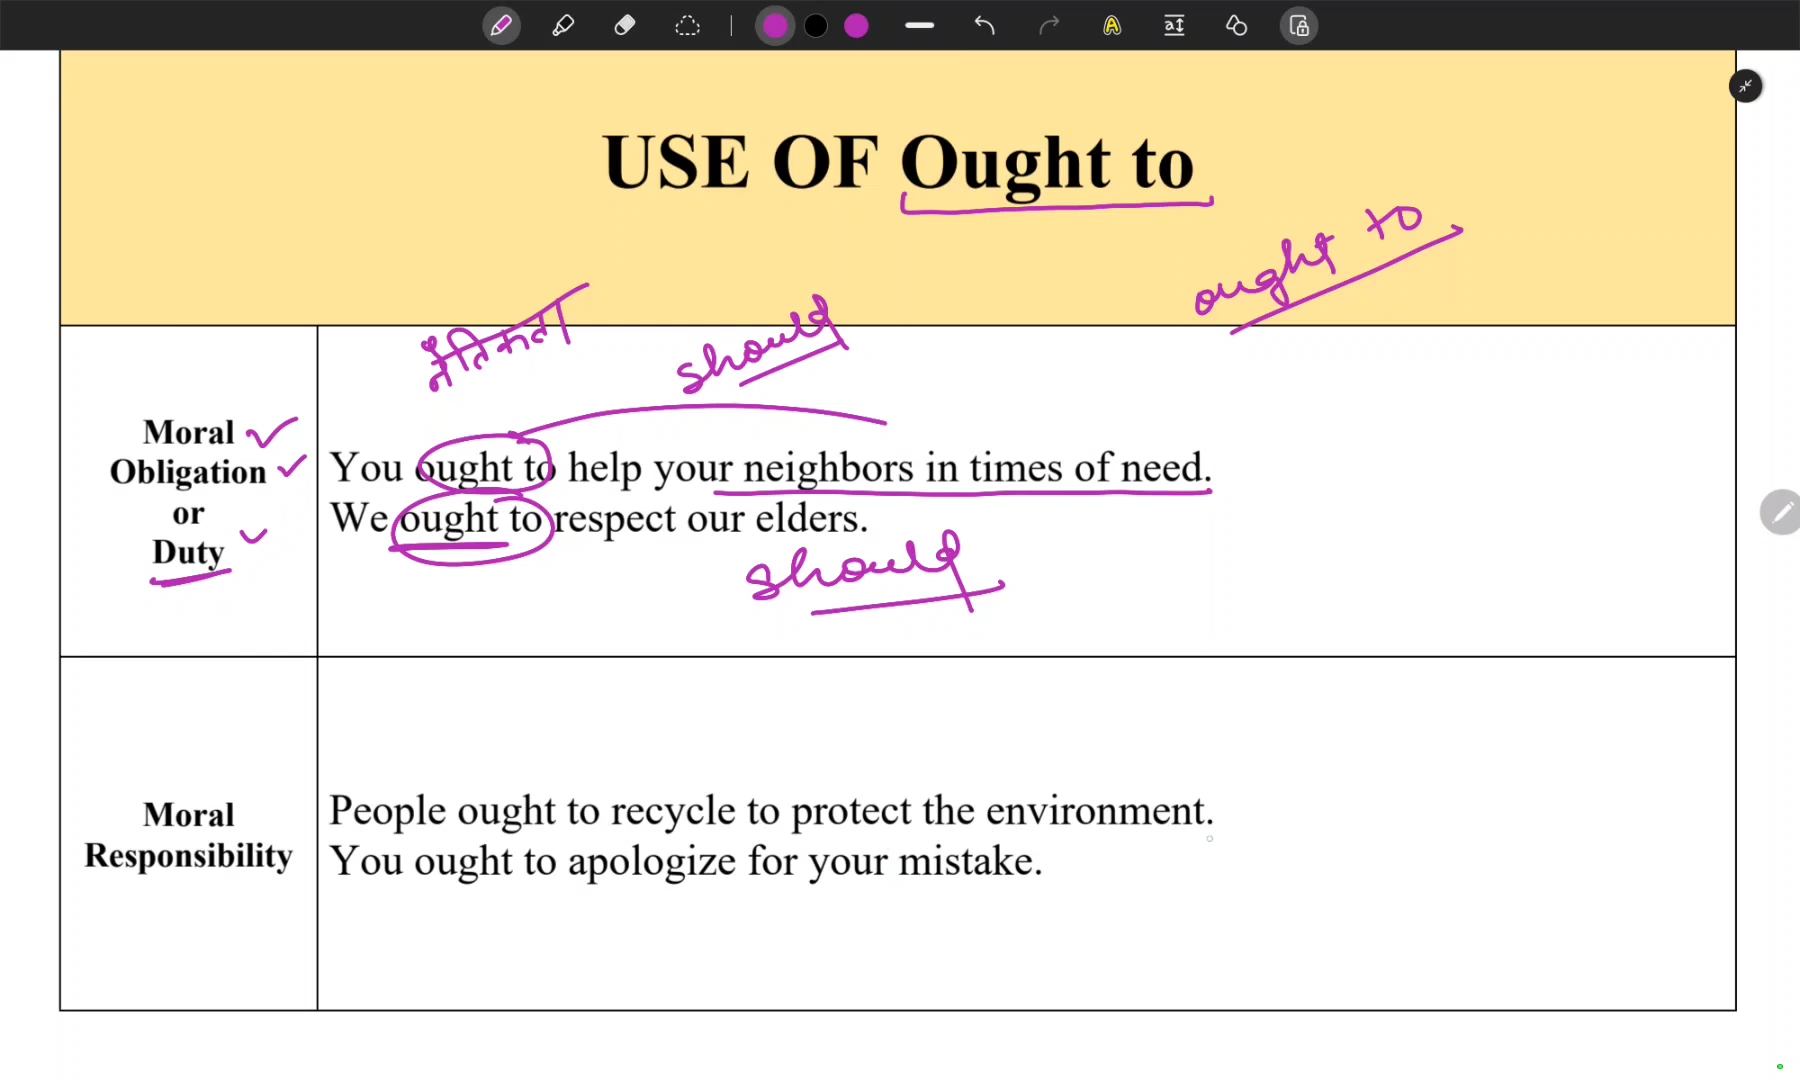 USE OF Ought to
ought to
नैतिकता
should
Moral
Obligation
or
Duty
You ought to help your neighbors in times of need.
We ought to respect our elders.
should
Moral
Responsibility
People ought to recycle to protect the environment.
You ought to apologize for your mistake.